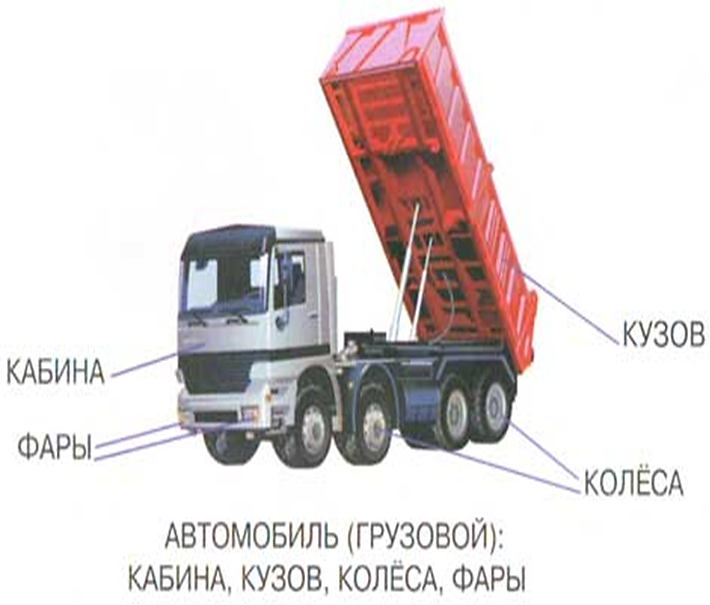 КУЗОВ
КАБИНА
ФАРЫ
КОЛЁСА
АВТОМОБИЛЬ (ГРУЗОВОЙ):
КАБИНА, КУЗОВ, КОЛЁСА, ФАРЫ